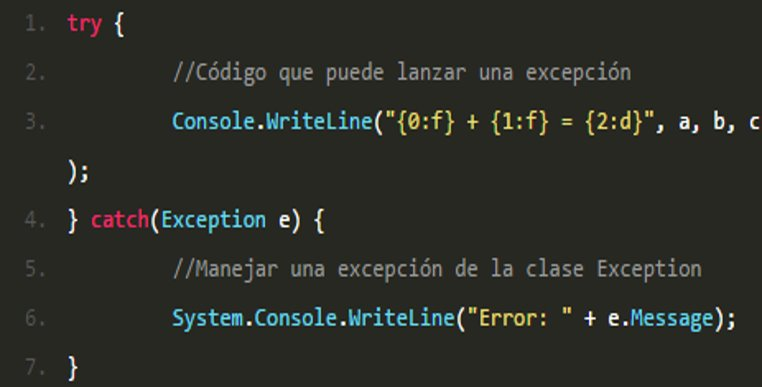 1. try {
2. //Código que puede lanzar una excepción
3. Console.WriteLine("{0:f} + {1:f} = {2:d}", a, b, c
);
4. } catch(Exception e) {
5. //Manejar una excepción de la clase Exception
6. System.Console.WriteLine("Error: " + e.Message);
7. }